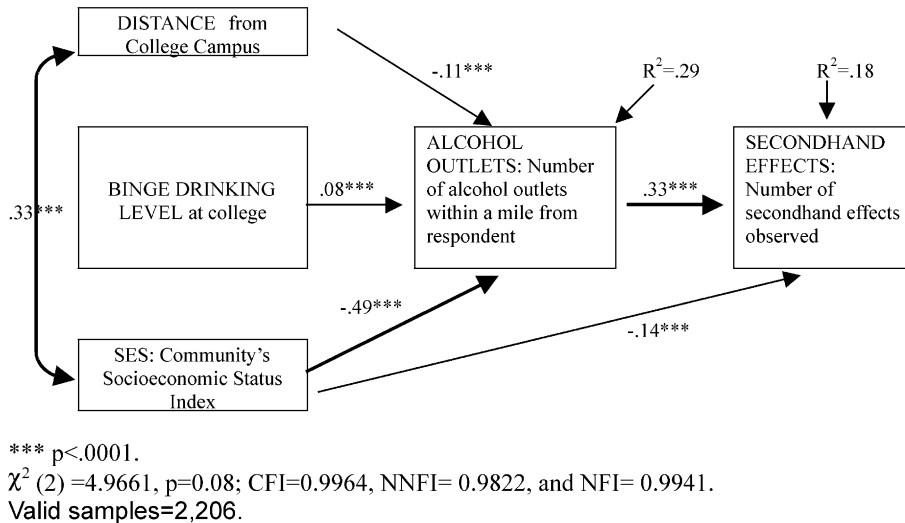 DISTANCE from
College Campus
-.11***
R²=.29
R²=.18
BINGE DRINKING
LEVEL at college
.33***
.08***
ALCOHOL
OUTLETS: Number
of alcohol outlets
within a mile from
respondent
.33***
SECONDHAND
EFFECTS:
Number of
secondhand effects
observed
-.49***
-.14***
SES: Community's
Socioeconomic Status
Index
*** p<.0001.
χ² (2) =4.9661, p=0.08; CFI=0.9964, NNFI= 0.9822, and NFI= 0.9941.
Valid samples=2,206.